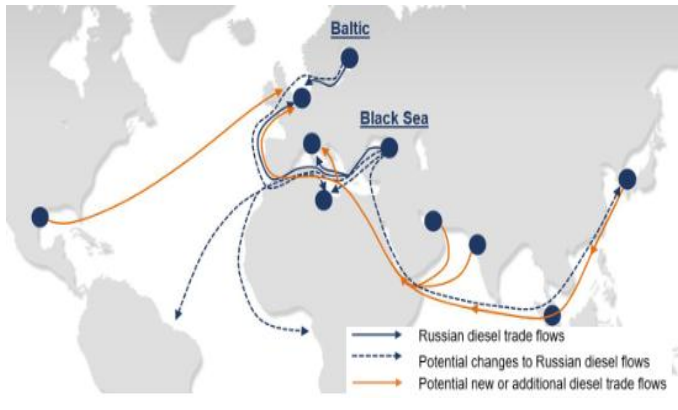 Baltic
Black Sea
Russian diesel trade flows
Potential changes to Russian diesel flows
Potential new or additional diesel trade flows